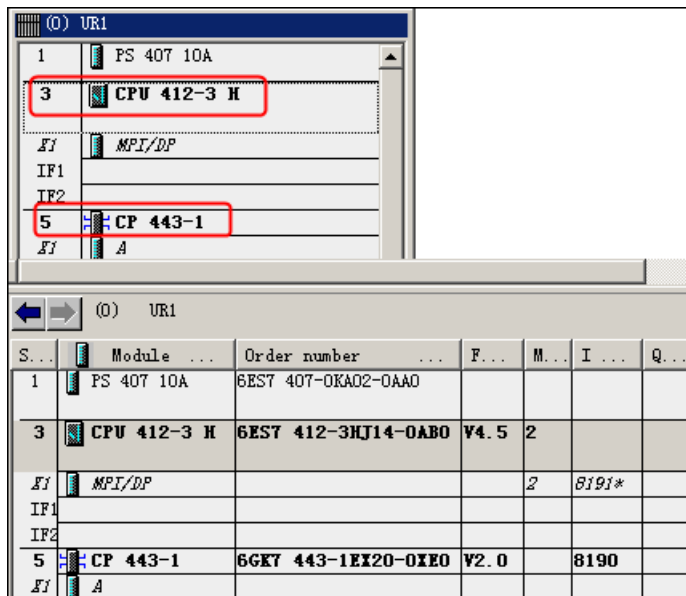 (0) UR1
1 PS 407 10A
3 CPU 412-3 H
X1 MPI/DP
IF1
IF2
5 CP 443-1
X1 A
(0) UR1
S... Module ... Order number ... F... M... I ... Q...
1 PS 407 10A 6ES7 407-0KA02-0AA0
3 CPU 412-3 H 6ES7 412-3HJ14-0AB0 V4.5 2
X1 MPI/DP 2 8191*
IF1
IF2
5 CP 443-1 6GK7 443-1EX20-0XE0 V2.0 8190
X1 A